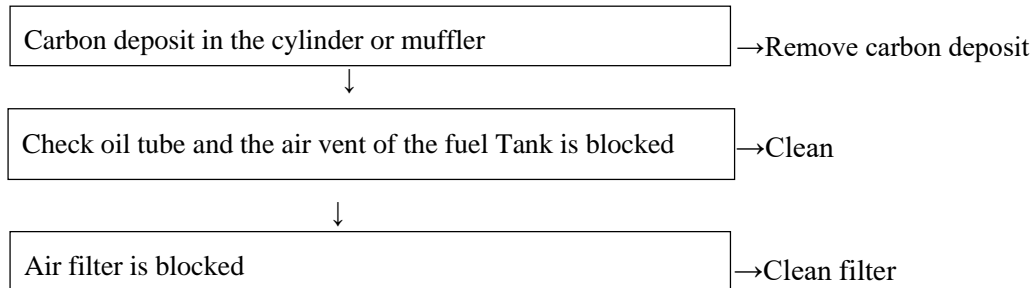 Carbon deposit in the cylinder or muffler →Remove carbon deposit
↓
Check oil tube and the air vent of the fuel Tank is blocked →Clean
↓
Air filter is blocked →Clean filter